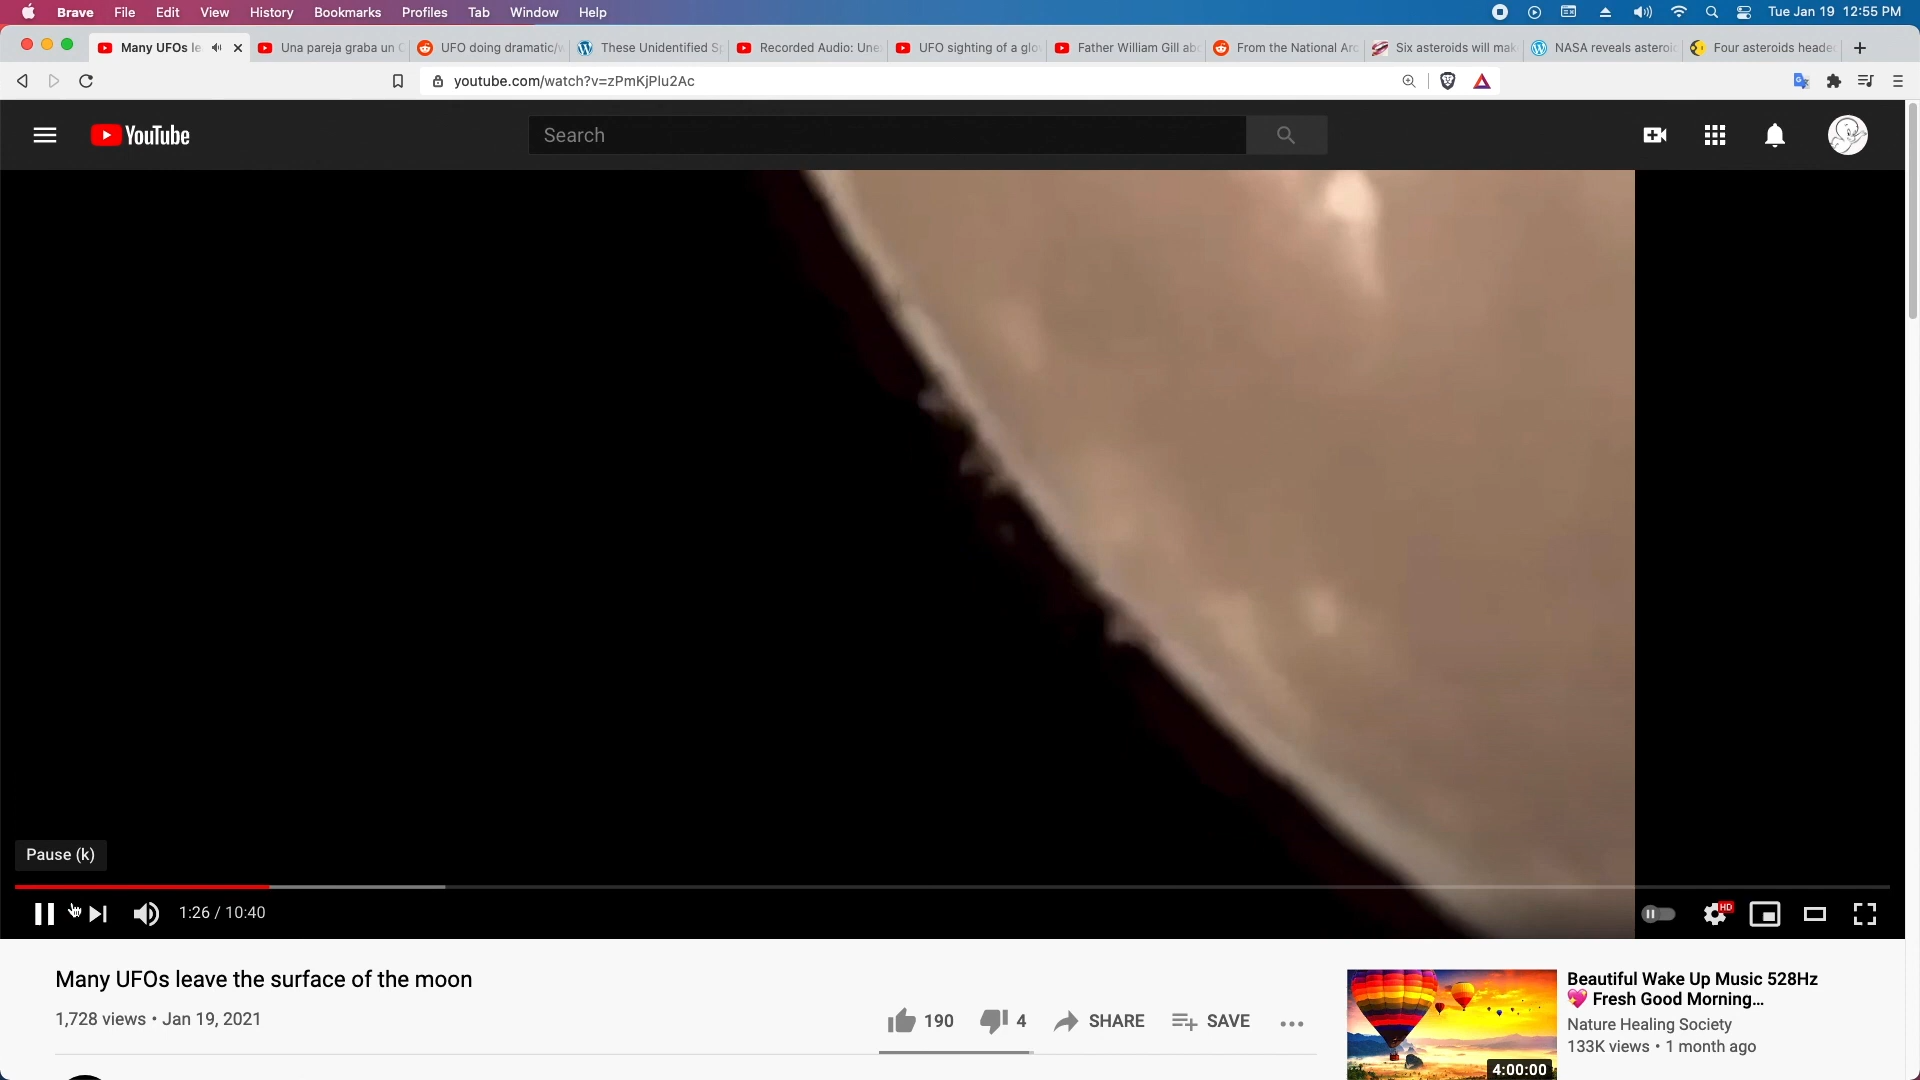 Brave File Edit View History Bookmarks Profiles Tab Window Help Tue Jan 19 12:55 PM
Many UFOs le
Una pareja graba un
UFO doing dramatic/
These Unidentified Sp
Recorded Audio: Une
UFO sighting of a glo
Father William Gill abo
From the National Arc
Six asteroids will mak
NASA reveals asteroi
Four asteroids heade
youtube.com/watch?v=zPmKjPlu2Ac
YouTube
Search
Pause (k)
1:26 / 10:40
HD
Many UFOs leave the surface of the moon
1,728 views • Jan 19, 2021
190 4 SHARE SAVE
Beautiful Wake Up Music 528Hz
💖 Fresh Good Morning...
Nature Healing Society
133K views • 1 month ago
4:00:00